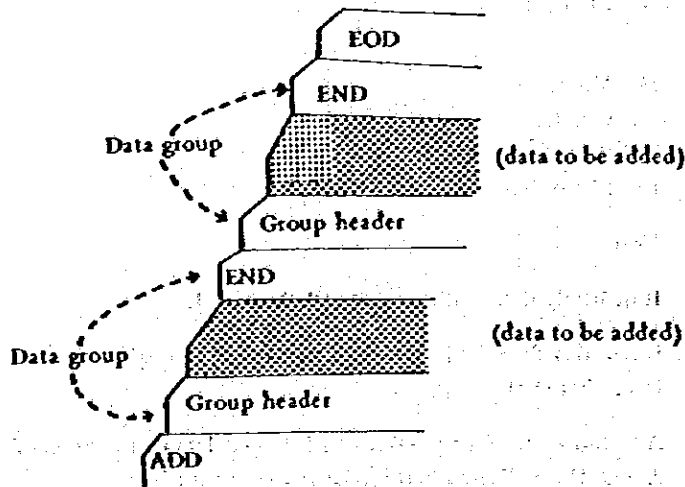 EOD
END
Data group
(data to be added)
Group header
END
(data to be added)
Data group
Group header
ADD